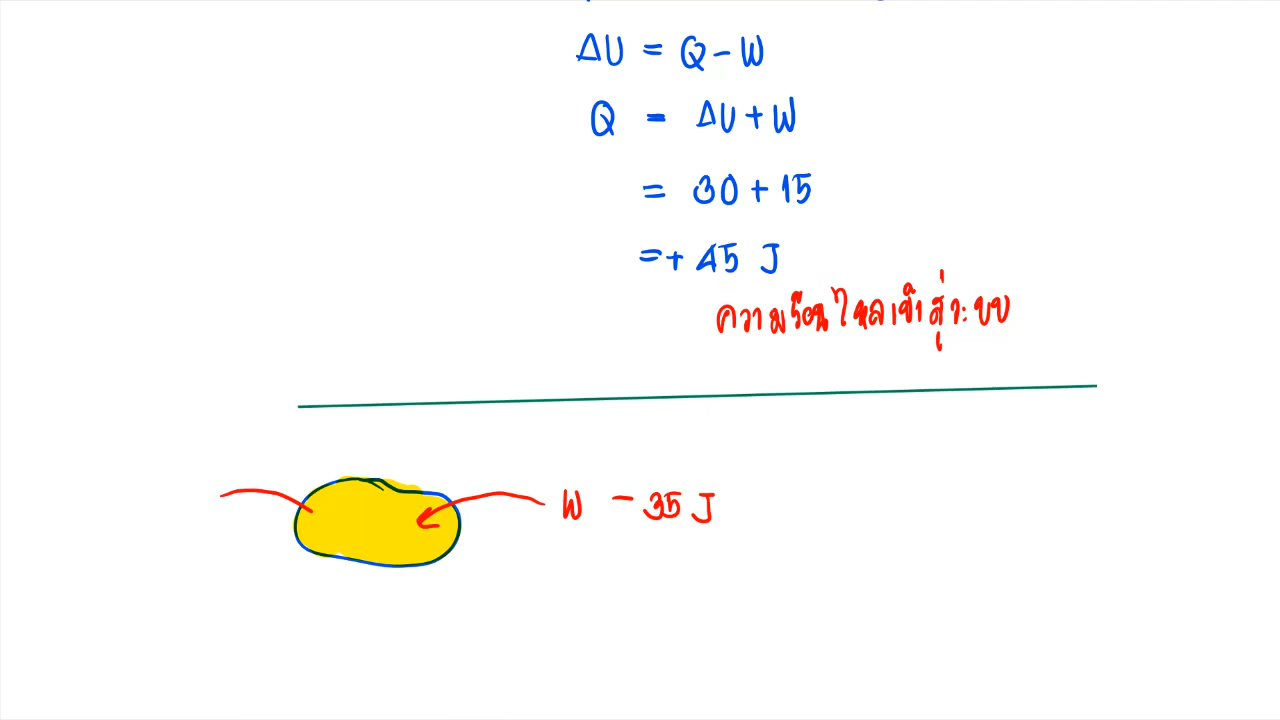 ΔU = Q - W
Q = ΔU + W
= 30 + 15
= + 45 J
ความร้อนไหลเข้าสู่ระบบ
W - 35 J